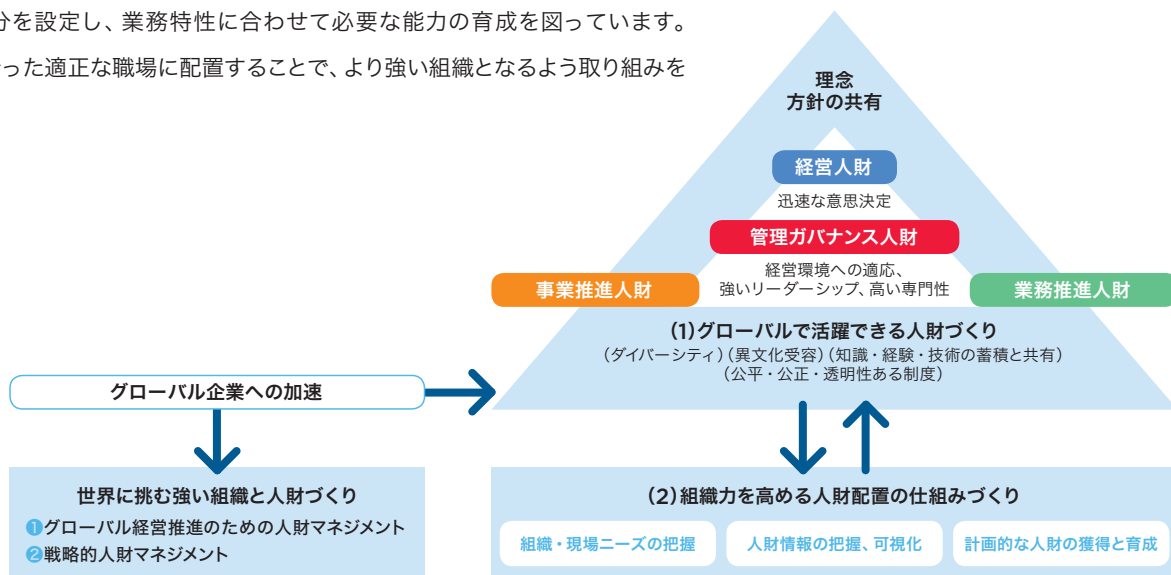 分を設定し、業務特性に合わせて必要な能力の育成を図っています。
った適正な職場に配置することで、より強い組織となるよう取り組みを
理念
方針の共有
経営人財
迅速な意思決定
管理ガバナンス人財
経営環境への適応、
強いリーダーシップ、高い専門性
事業推進人財
業務推進人財
(1)グローバルで活躍できる人財づくり
(ダイバーシティ)(異文化受容)(知識・経験・技術の蓄積と共有)
(公平・公正・透明性ある制度)
グローバル企業への加速
世界に挑む強い組織と人財づくり
❶グローバル経営推進のための人財マネジメント
❷戦略的人財マネジメント
(2)組織力を高める人財配置の仕組みづくり
組織・現場ニーズの把握
人財情報の把握、可視化
計画的な人財の獲得と育成